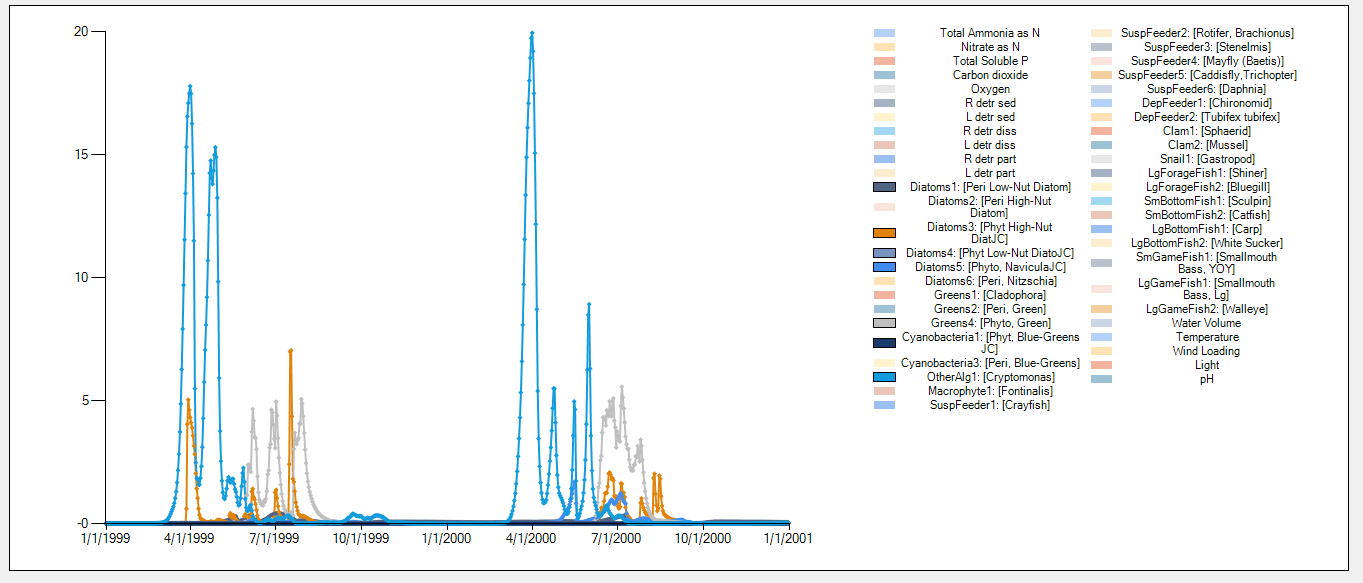 20
15
10
5
-0
1/1/1999
4/1/1999
7/1/1999
10/1/1999
1/1/2000
4/1/2000
7/1/2000
10/1/2000
1/1/2001
Total Ammonia as N
Nitrate as N
Total Soluble P
Carbon dioxide
Oxygen
R detr sed
L detr sed
R detr diss
L detr diss
R detr part
L detr part
Diatoms1: [Peri Low-Nut Diatom]
Diatoms2: [Peri High-Nut
Diatom]
Diatoms3: [Phyt High-Nut
DiatJC]
Diatoms4: [Phyt Low-Nut DiatoJC]
Diatoms5: [Phyto, NaviculaJC]
Diatoms6: [Peri, Nitzschia]
Greens1: [Cladophora]
Greens2: [Peri, Green]
Greens4: [Phyto, Green]
Cyanobacteria1: [Phyt, Blue-Greens
JC]
Cyanobacteria3: [Peri, Blue-Greens]
OtherAlg1: [Cryptomonas]
Macrophyte1: [Fontinalis]
SuspFeeder1: [Crayfish]
SuspFeeder2: [Rotifer, Brachionus]
SuspFeeder3: [Stenelmis]
SuspFeeder4: [Mayfly (Baetis)]
SuspFeeder5: [Caddisfly,Trichopter]
SuspFeeder6: [Daphnia]
DepFeeder1: [Chironomid]
DepFeeder2: [Tubifex tubifex]
Clam1: [Sphaerid]
Clam2: [Mussel]
Snail1: [Gastropod]
LgForageFish1: [Shiner]
LgForageFish2: [Bluegill]
SmBottomFish1: [Sculpin]
SmBottomFish2: [Catfish]
LgBottomFish1: [Carp]
LgBottomFish2: [White Sucker]
SmGameFish1: [Smallmouth
Bass, YOY]
LgGameFish1: [Smallmouth
Bass, Lg]
LgGameFish2: [Walleye]
Water Volume
Temperature
Wind Loading
Light
pH